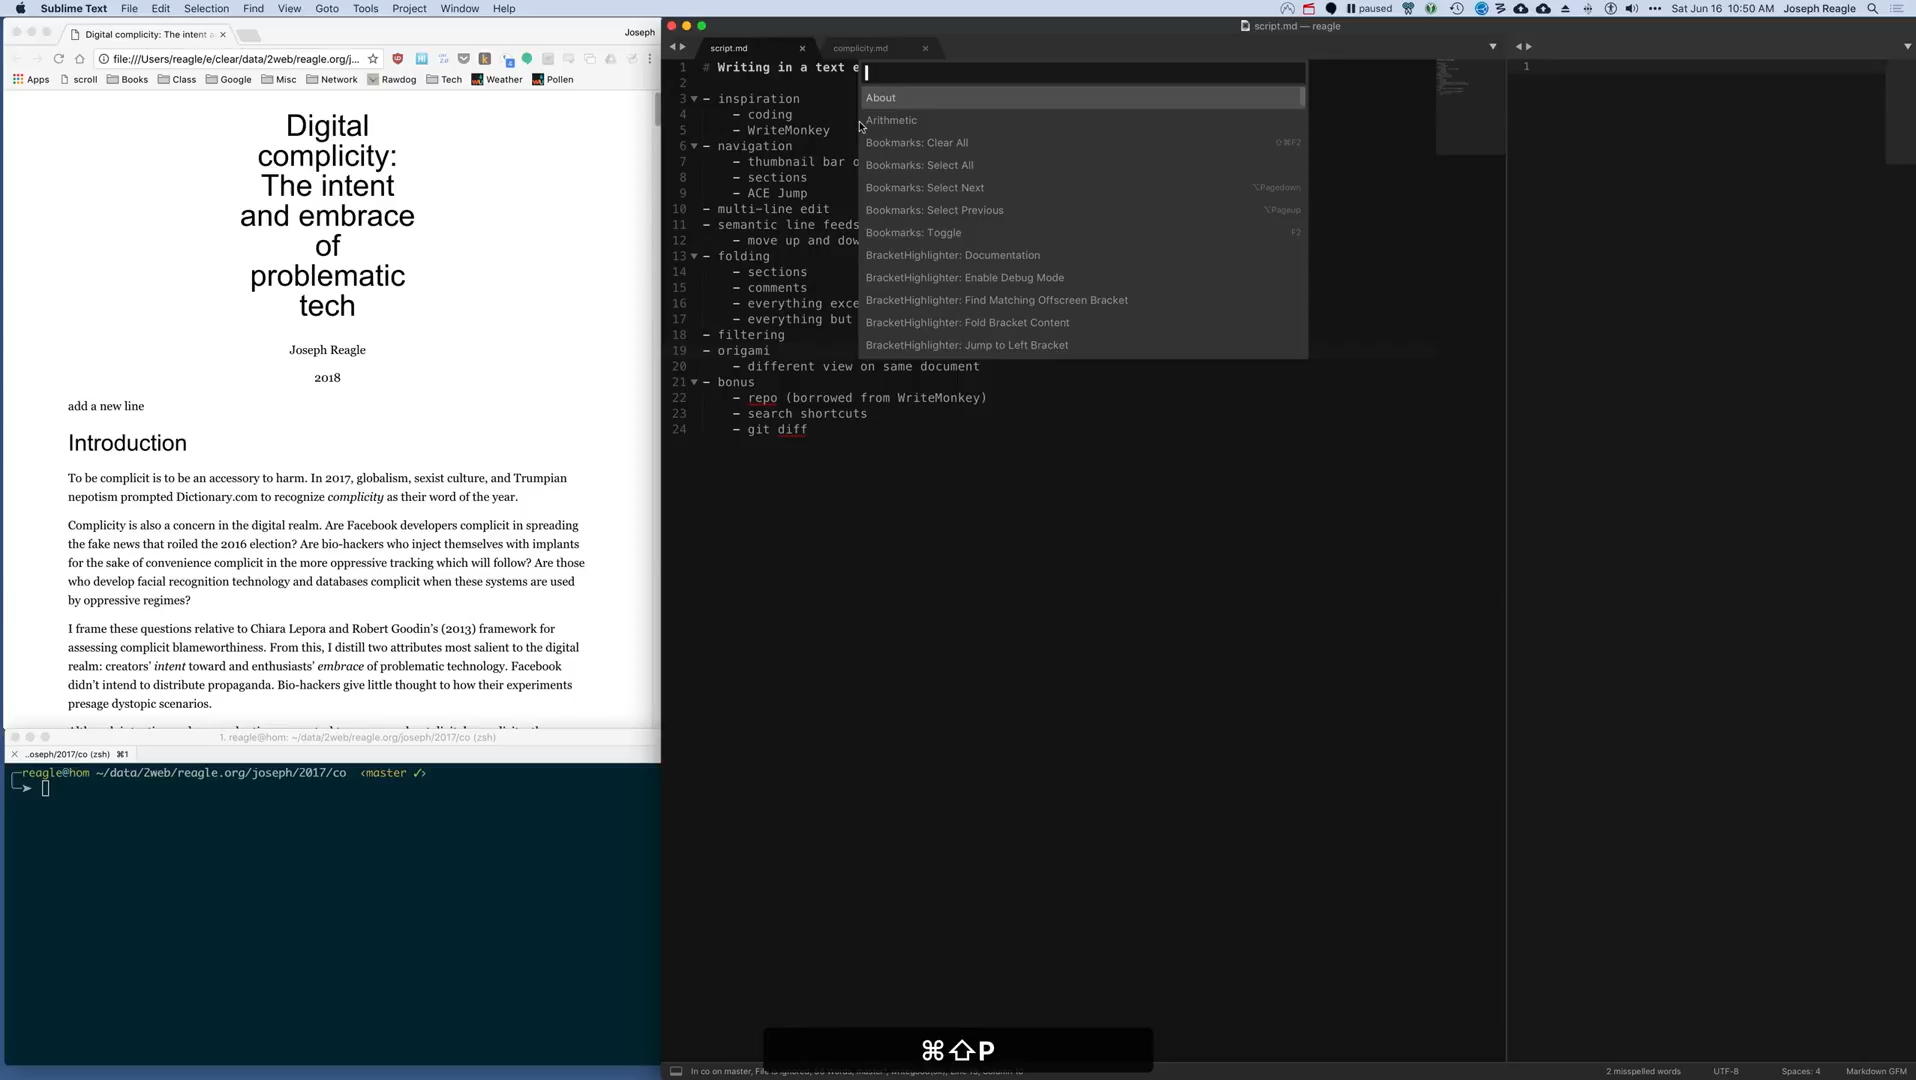 Sublime Text File Edit Selection Find View Goto Tools Project Window Help
paused Sat Jun 16 10:50 AM Joseph Reagle
Digital complicity: The intent a
Joseph
file:///Users/reagle/e/clear/data/2web/reagle.org/j...
Apps scroll Books Class Google Misc Network Rawdog Tech Weather Pollen
Digital
complicity:
The intent
and embrace
of
problematic
tech
Joseph Reagle
2018
add a new line
Introduction
To be complicit is to be an accessory to harm. In 2017, globalism, sexist culture, and Trumpian
nepotism prompted Dictionary.com to recognize complicity as their word of the year.
Complicity is also a concern in the digital realm. Are Facebook developers complicit in spreading
the fake news that roiled the 2016 election? Are bio-hackers who inject themselves with implants
for the sake of convenience complicit in the more oppressive tracking which will follow? Are those
who develop facial recognition technology and databases complicit when these systems are used
by oppressive regimes?
I frame these questions relative to Chiara Lepora and Robert Goodin's (2013) framework for
assessing complicit blameworthiness. From this, I distill two attributes most salient to the digital
realm: creators' intent toward and enthusiasts' embrace of problematic technology. Facebook
didn't intend to distribute propaganda. Bio-hackers give little thought to how their experiments
presage dystopic scenarios.
1. reagle@hom: ~/data/2web/reagle.org/joseph/2017/co (zsh)
..oseph/2017/co (zsh) ⌘1
reagle@hom ~/data/2web/reagle.org/joseph/2017/co ‹master ✓›
script.md — reagle
script.md complicity.md
1 # Writing in a text e
2
3 - inspiration
4 - coding
5 - WriteMonkey
6 - navigation
7 - thumbnail bar o
8 - sections
9 - ACE Jump
10 - multi-line edit
11 - semantic line feeds
12 - move up and dow
13 - folding
14 - sections
15 - comments
16 - everything exce
17 - everything but
18 - filtering
19 - origami
20 - different view on same document
21 - bonus
22 - repo (borrowed from WriteMonkey)
23 - search shortcuts
24 - git diff
About
Arithmetic
Bookmarks: Clear All ⇧⌘F2
Bookmarks: Select All
Bookmarks: Select Next ⌥Pagedown
Bookmarks: Select Previous ⌥Pageup
Bookmarks: Toggle F2
BracketHighlighter: Documentation
BracketHighlighter: Enable Debug Mode
BracketHighlighter: Find Matching Offscreen Bracket
BracketHighlighter: Fold Bracket Content
BracketHighlighter: Jump to Left Bracket
1
⌘⇧P
In co on master, File is ignored,
2 misspelled words UTF-8 Spaces: 4 Markdown GFM